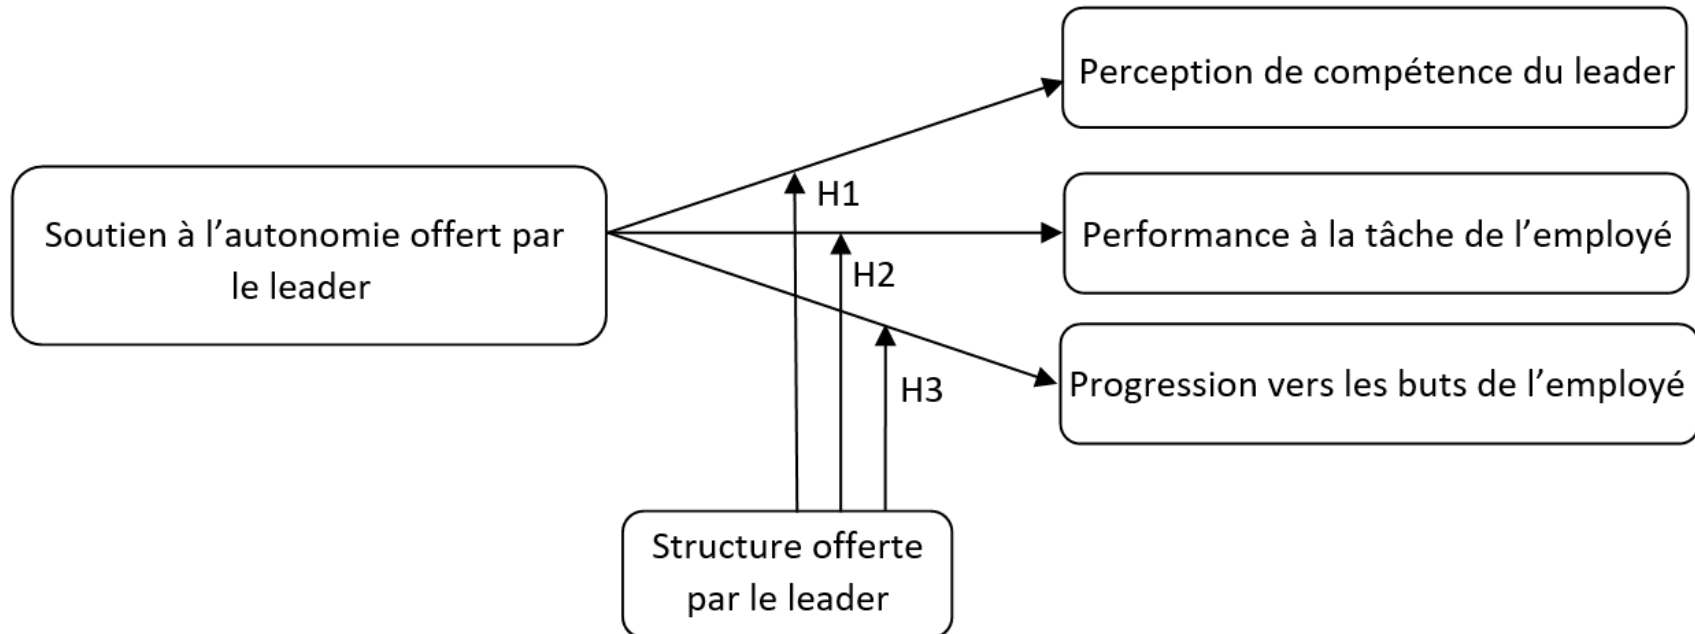 Perception de compétence du leader
Soutien à l’autonomie offert par
le leader
H1
Performance à la tâche de l’employé
H2
Progression vers les buts de l’employé
H3
Structure offerte
par le leader